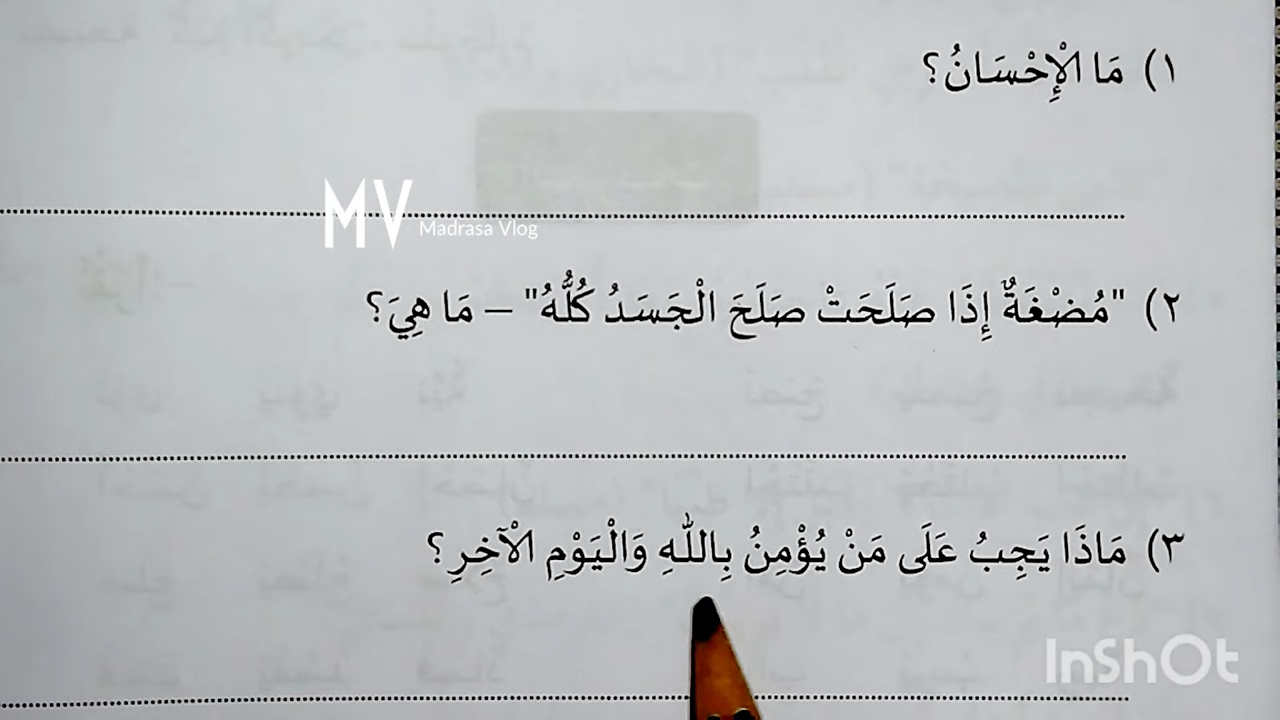 ١) مَا الْإِحْسَانُ؟
MV Madrasa Vlog
٢) "مُضْغَةٌ إِذَا صَلَحَتْ صَلَحَ الْجَسَدُ كُلُّهُ" – مَا هِيَ؟
٣) مَاذَا يَجِبُ عَلَى مَنْ يُؤْمِنُ بِاللّٰهِ وَالْيَوْمِ الْآخِرِ؟
InShOt